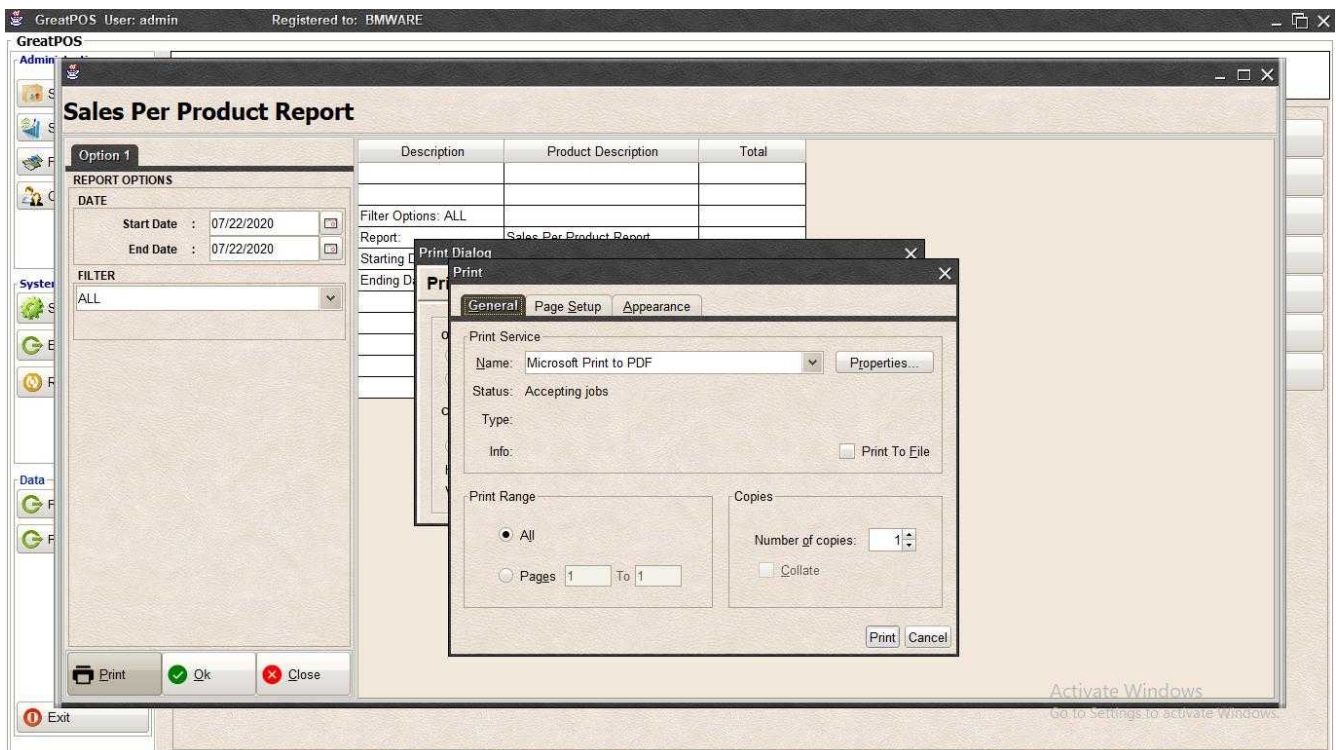 GreatPOS User: admin Registered to: BMWARE
GreatPOS
Sales Per Product Report
Option 1
REPORT OPTIONS
DATE
Start Date : 07/22/2020
End Date : 07/22/2020
FILTER
ALL
Description Product Description Total
Filter Options: ALL
Report: Sales Per Product Report
Starting
Ending
Print Dialog
Print
General Page Setup Appearance
Print Service
Name: Microsoft Print to PDF Properties...
Status: Accepting jobs
Type:
Info: Print To File
Print Range
All
Pages 1 To 1
Copies
Number of copies: 1
Collate
Print Cancel
Data
Print Ok Close
Exit
Activate Windows
Go to Settings to activate Windows.